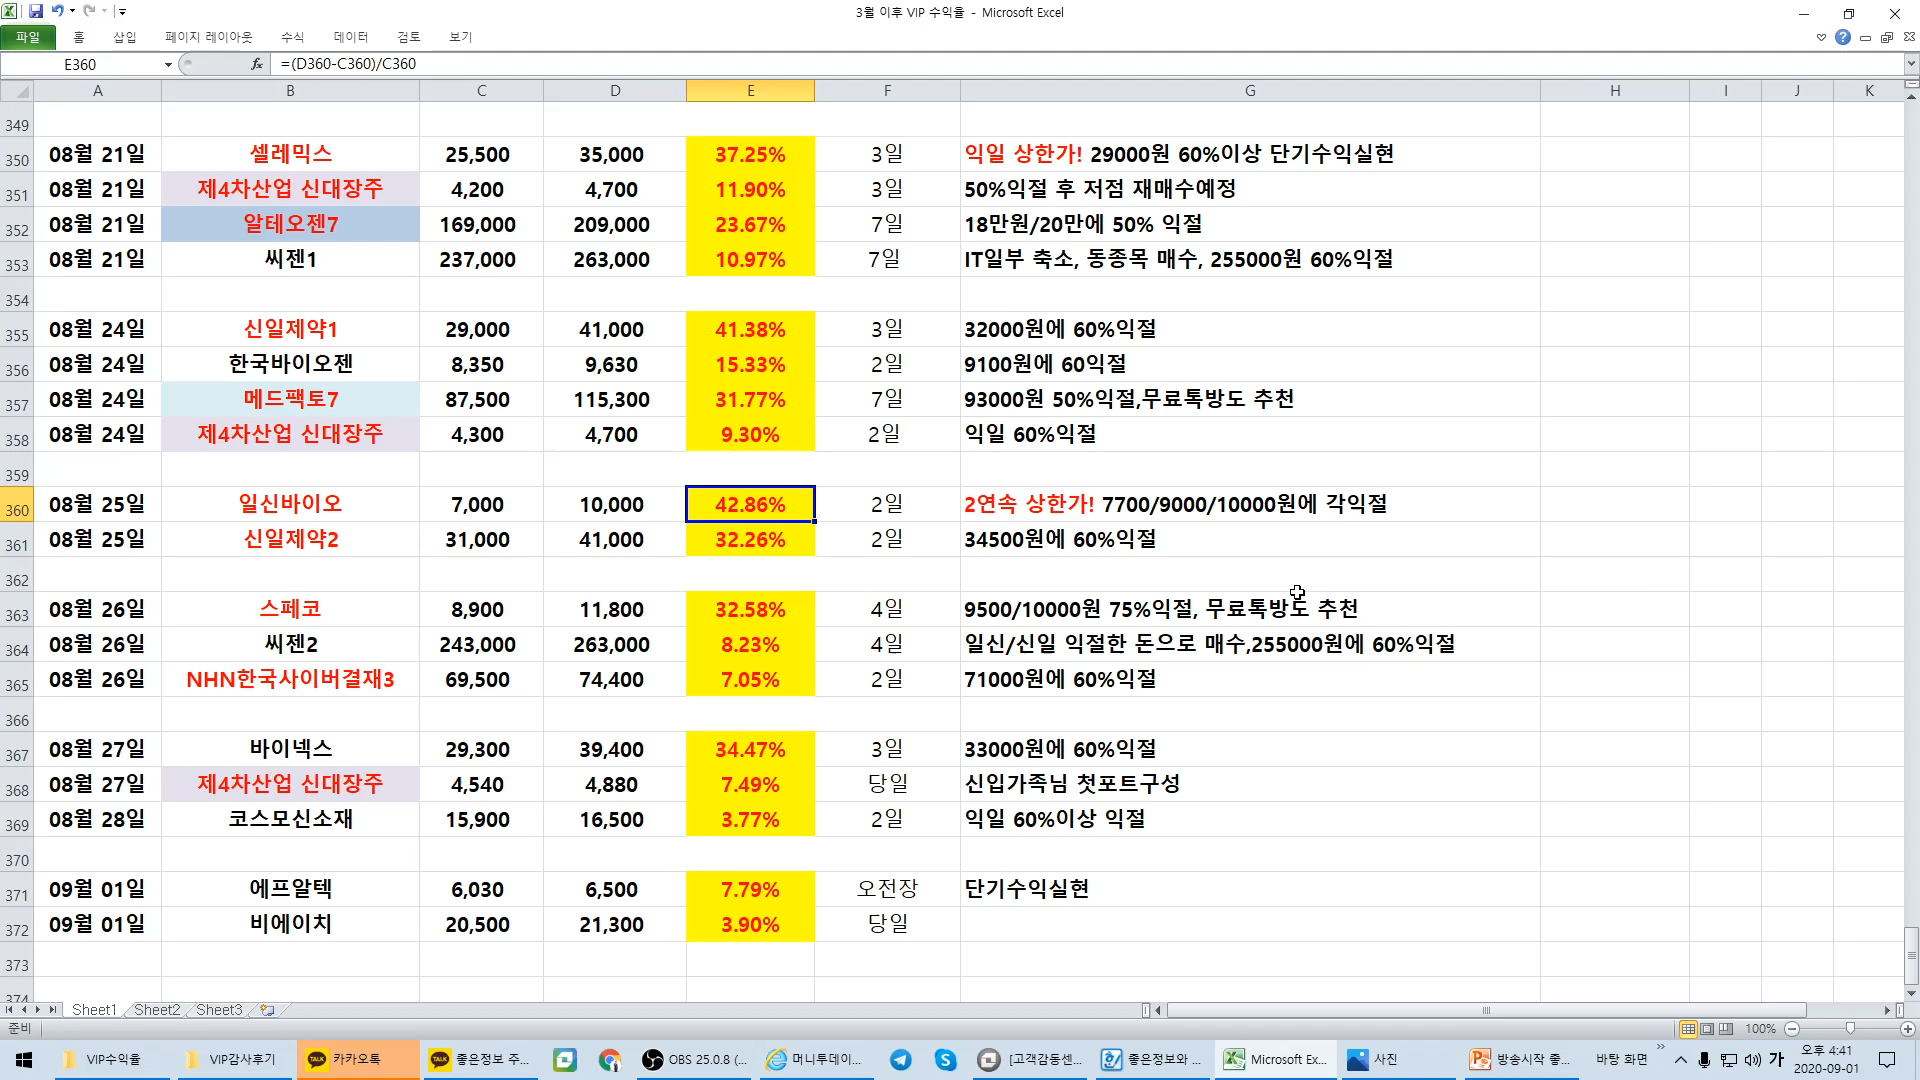 3월 이후 VIP 수익율 - Microsoft Excel
파일 홈 삽입 페이지 레이아웃 수식 데이터 검토 보기
E360 fx =(D360-C360)/C360
A B C D E F G H I J K
349
350 08월 21일 셀레믹스 25,500 35,000 37.25% 3일 익일 상한가! 29000원 60%이상 단기수익실현
351 08월 21일 제4차산업 신대장주 4,200 4,700 11.90% 3일 50%익절 후 저점 재매수예정
352 08월 21일 알테오젠7 169,000 209,000 23.67% 7일 18만원/20만에 50% 익절
353 08월 21일 씨젠1 237,000 263,000 10.97% 7일 IT일부 축소, 동종목 매수, 255000원 60%익절
354
355 08월 24일 신일제약1 29,000 41,000 41.38% 3일 32000원에 60%익절
356 08월 24일 한국바이오젠 8,350 9,630 15.33% 2일 9100원에 60익절
357 08월 24일 메드팩토7 87,500 115,300 31.77% 7일 93000원 50%익절,무료톡방도 추천
358 08월 24일 제4차산업 신대장주 4,300 4,700 9.30% 2일 익일 60%익절
359
360 08월 25일 일신바이오 7,000 10,000 42.86% 2일 2연속 상한가! 7700/9000/10000원에 각익절
361 08월 25일 신일제약2 31,000 41,000 32.26% 2일 34500원에 60%익절
362
363 08월 26일 스페코 8,900 11,800 32.58% 4일 9500/10000원 75%익절, 무료톡방도 추천
364 08월 26일 씨젠2 243,000 263,000 8.23% 4일 일신/신일 익절한 돈으로 매수,255000원에 60%익절
365 08월 26일 NHN한국사이버결재3 69,500 74,400 7.05% 2일 71000원에 60%익절
366
367 08월 27일 바이넥스 29,300 39,400 34.47% 3일 33000원에 60%익절
368 08월 27일 제4차산업 신대장주 4,540 4,880 7.49% 당일 신입가족님 첫포트구성
369 08월 28일 코스모신소재 15,900 16,500 3.77% 2일 익일 60%이상 익절
370
371 09월 01일 에프알텍 6,030 6,500 7.79% 오전장 단기수익실현
372 09월 01일 비에이치 20,500 21,300 3.90% 당일
373
374
Sheet1 Sheet2 Sheet3
준비 100%
VIP수익율 VIP감사후기 카카오톡 좋은정보 주... OBS 25.0.8 (... 머니투데이... [고객감동센... 좋은정보와 ... Microsoft Ex... 사진 방송시작 좋... 바탕 화면 가 오후 4:41
2020-09-01